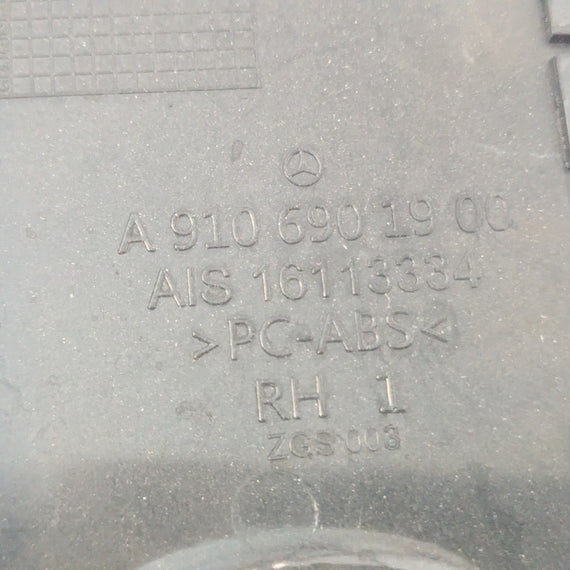 A 910 690 19 00
AIS 16113334
>PC-ABS<
RH 1
ZGS 003